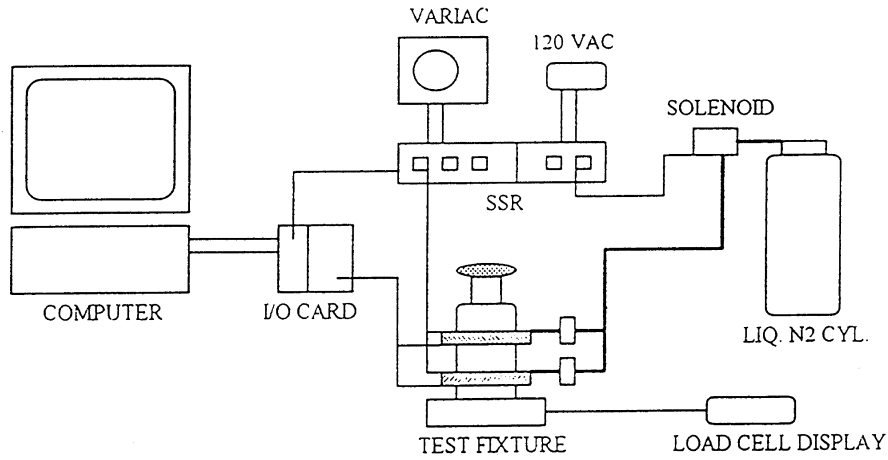 VARIAC
120 VAC
SOLENOID
SSR
COMPUTER
I/O CARD
LIQ. N2 CYL.
TEST FIXTURE
LOAD CELL DISPLAY